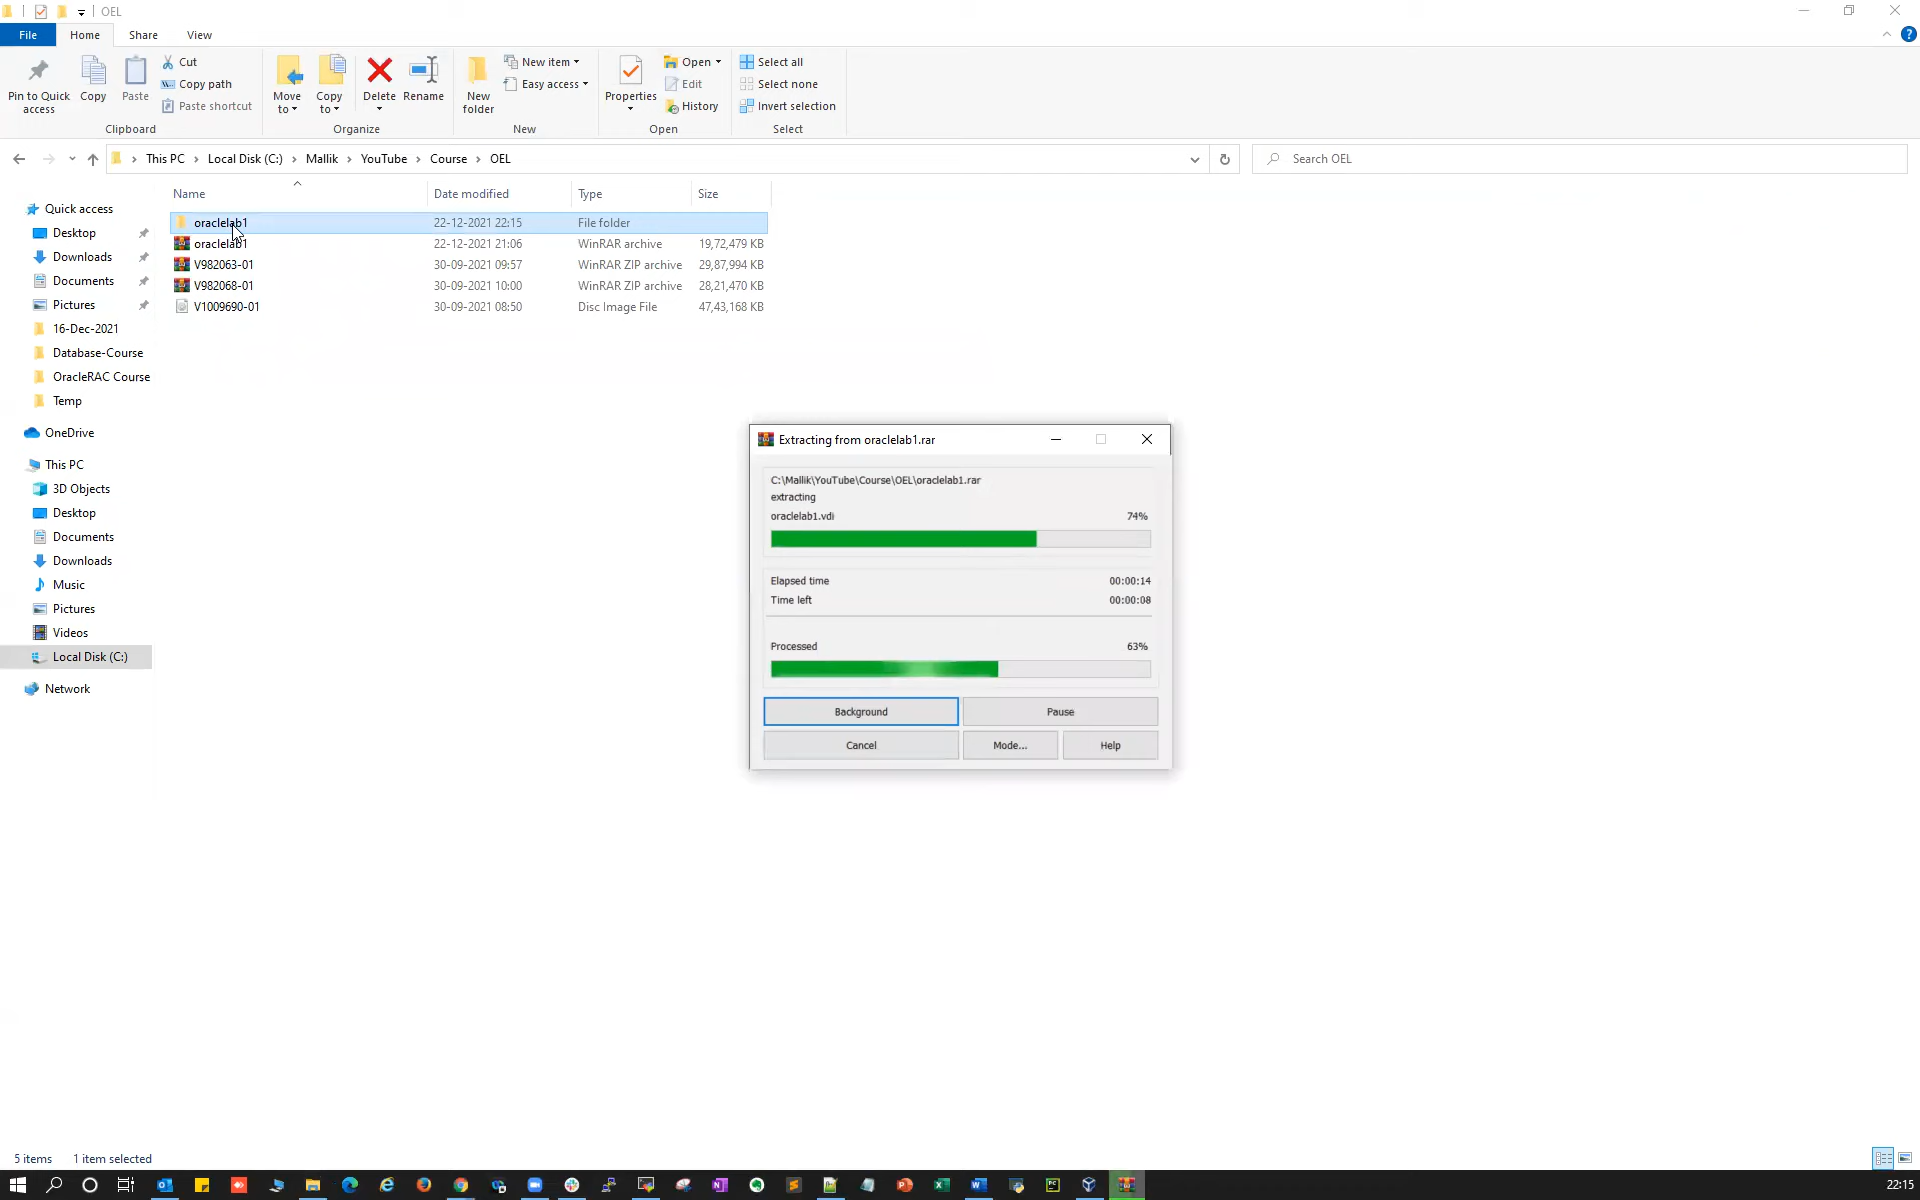 OEL
File Home Share View
Pin to Quick access
Copy
Paste
Cut
Copy path
Paste shortcut
Clipboard
Move to
Copy to
Delete
Rename
Organize
New folder
New item
Easy access
New
Properties
Open
Edit
History
Open
Select all
Select none
Invert selection
Select
This PC › Local Disk (C:) › Mallik › YouTube › Course › OEL
Search OEL
Name Date modified Type Size
oraclelab1 22-12-2021 22:15 File folder
oraclelab1 22-12-2021 21:06 WinRAR archive 19,72,479 KB
V982063-01 30-09-2021 09:57 WinRAR ZIP archive 29,87,994 KB
V982068-01 30-09-2021 10:00 WinRAR ZIP archive 28,21,470 KB
V1009690-01 30-09-2021 08:50 Disc Image File 47,43,168 KB
Quick access
Desktop
Downloads
Documents
Pictures
16-Dec-2021
Database-Course
OracleRAC Course
Temp
OneDrive
This PC
3D Objects
Desktop
Documents
Downloads
Music
Pictures
Videos
Local Disk (C:)
Network
Extracting from oraclelab1.rar
C:\Mallik\YouTube\Course\OEL\oraclelab1.rar
extracting
oraclelab1.vdi 74%
Elapsed time 00:00:14
Time left 00:00:08
Processed 63%
Background Pause
Cancel Mode... Help
5 items 1 item selected
22:15